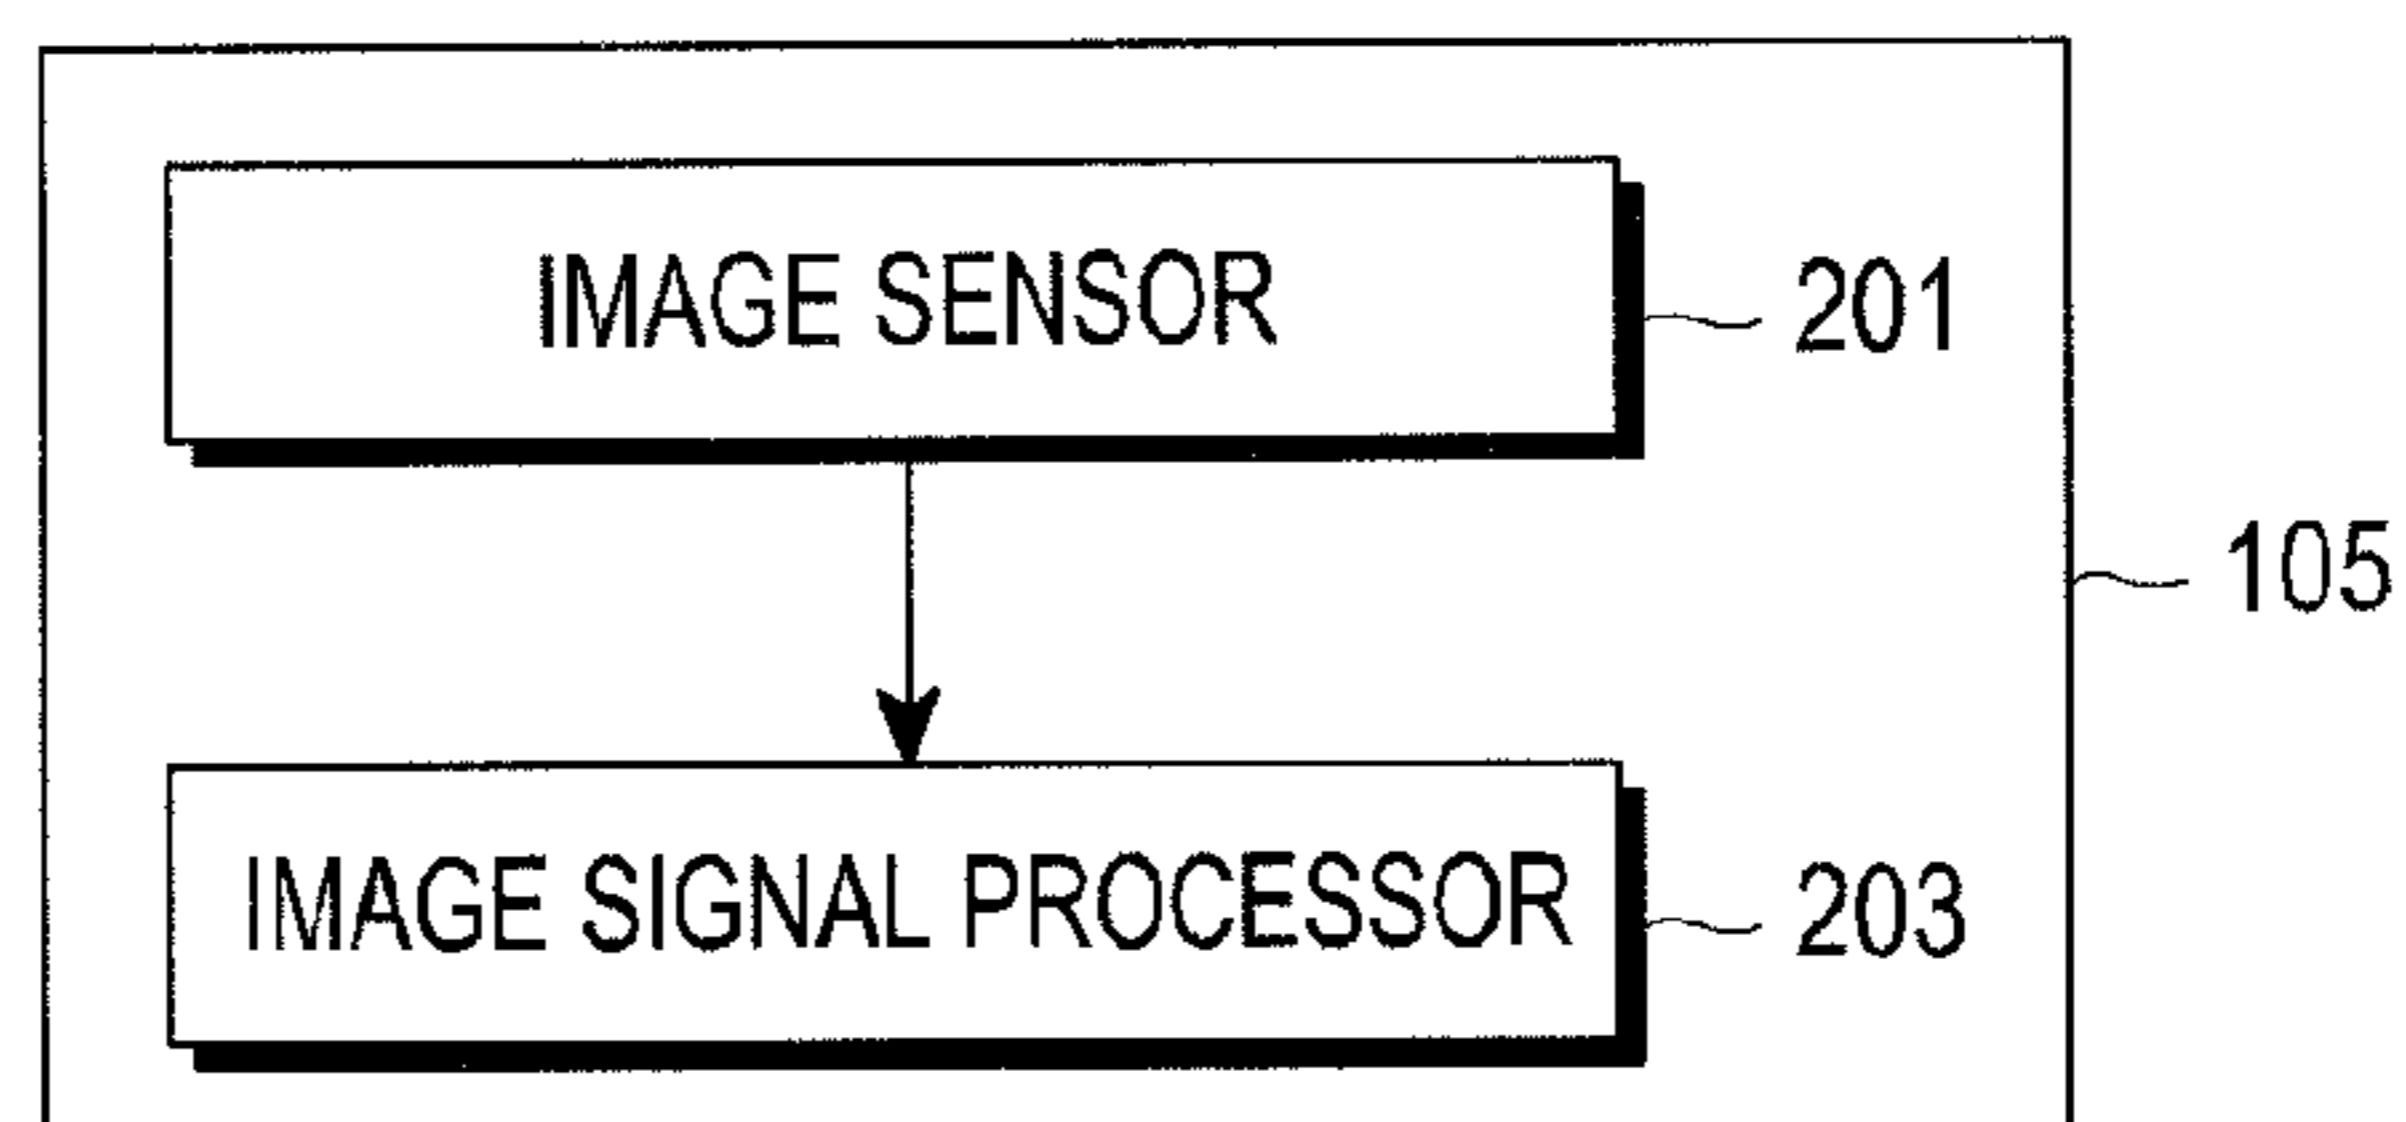 IMAGE SENSOR
201
105
IMAGE SIGNAL PROCESSOR
203